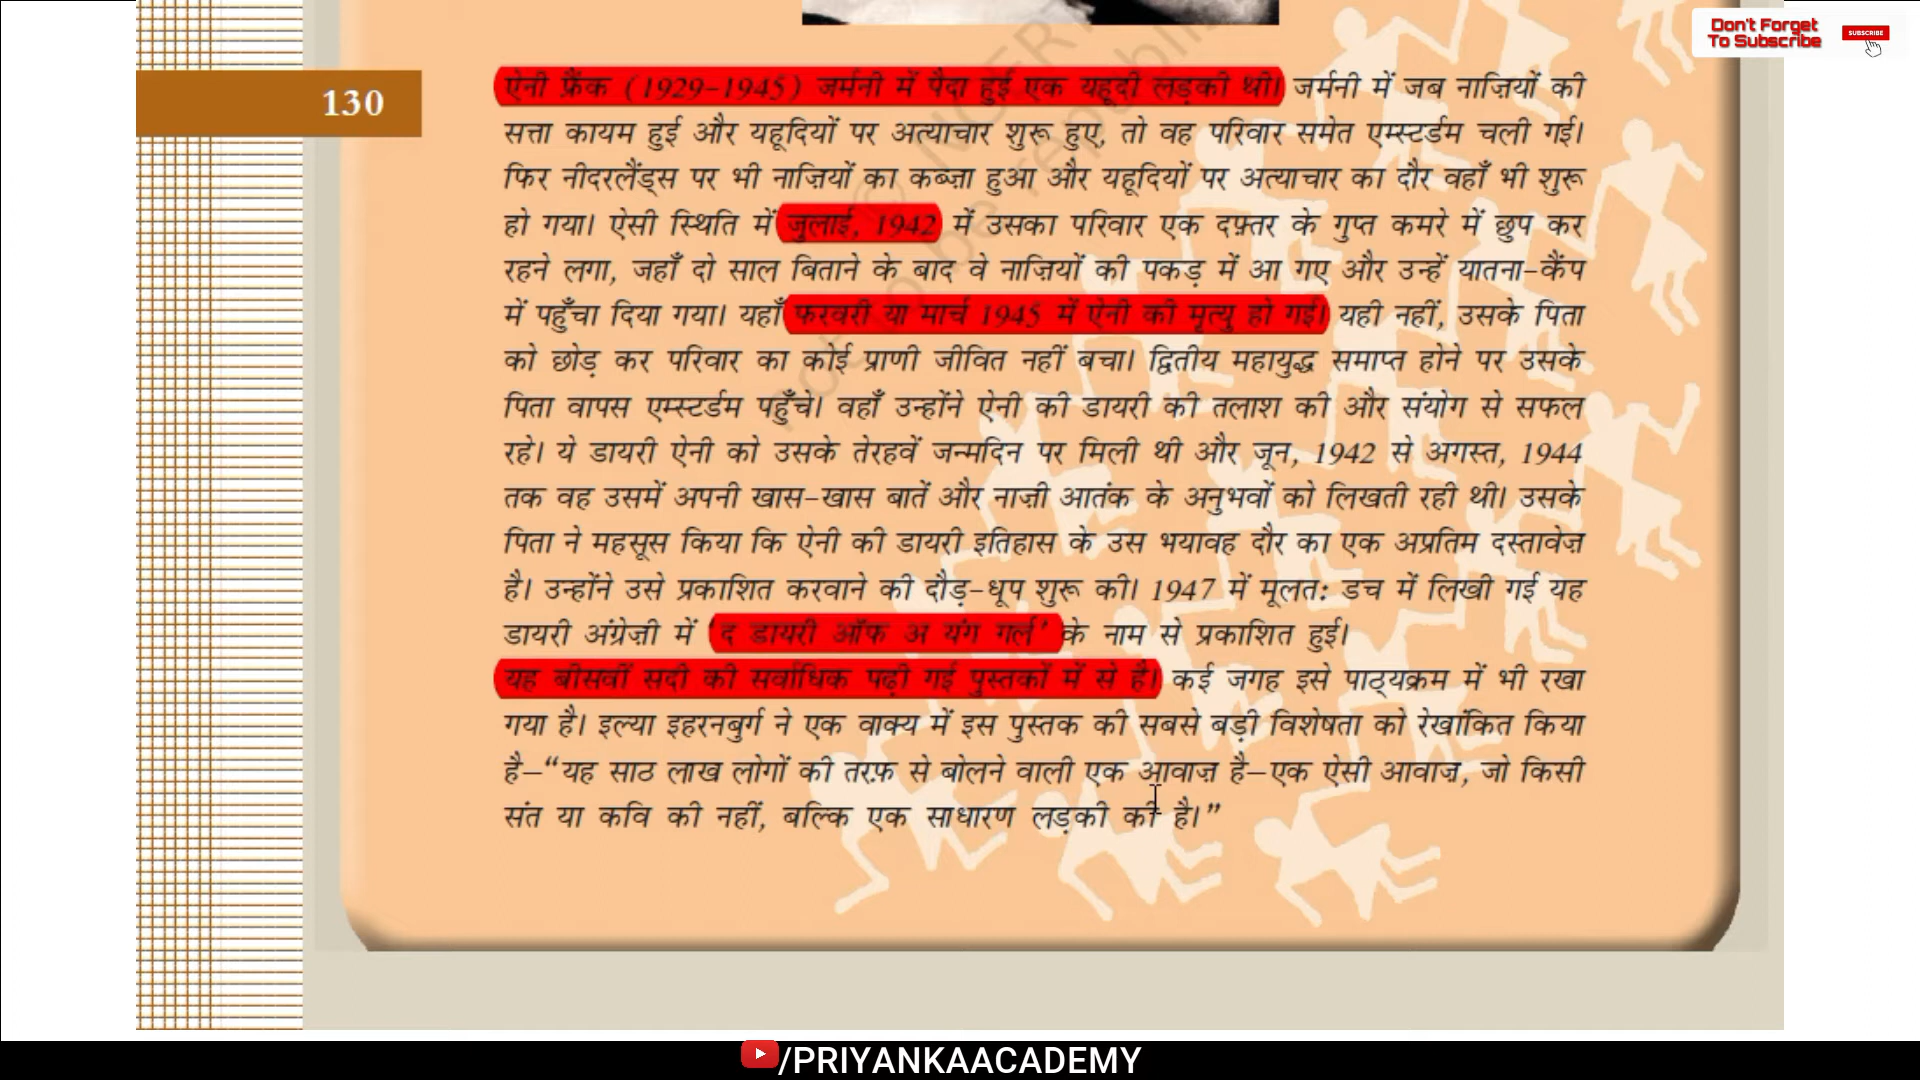 Don't Forget
To Subscribe
SUBSCRIBE
130
ऐनी फ्रैंक (1929-1945) जर्मनी में पैदा हुई एक यहूदी लड़की थी। जर्मनी में जब नाज़ियों की
सत्ता कायम हुई और यहूदियों पर अत्याचार शुरू हुए, तो वह परिवार समेत एम्स्टर्डम चली गई।
फिर नीदरलैंड्स पर भी नाज़ियों का कब्ज़ा हुआ और यहूदियों पर अत्याचार का दौर वहाँ भी शुरू
हो गया। ऐसी स्थिति में जुलाई, 1942 में उसका परिवार एक दफ़्तर के गुप्त कमरे में छुप कर
रहने लगा, जहाँ दो साल बिताने के बाद वे नाज़ियों की पकड़ में आ गए और उन्हें यातना-कैंप
में पहुँचा दिया गया। यहाँ फरवरी या मार्च 1945 में ऐनी की मृत्यु हो गई। यही नहीं, उसके पिता
को छोड़ कर परिवार का कोई प्राणी जीवित नहीं बचा। द्वितीय महायुद्ध समाप्त होने पर उसके
पिता वापस एम्स्टर्डम पहुँचे। वहाँ उन्होंने ऐनी की डायरी की तलाश की और संयोग से सफल
रहे। ये डायरी ऐनी को उसके तेरहवें जन्मदिन पर मिली थी और जून, 1942 से अगस्त, 1944
तक वह उसमें अपनी खास-खास बातें और नाज़ी आतंक के अनुभवों को लिखती रही थी। उसके
पिता ने महसूस किया कि ऐनी की डायरी इतिहास के उस भयावह दौर का एक अप्रतिम दस्तावेज़
है। उन्होंने उसे प्रकाशित करवाने की दौड़-धूप शुरू की। 1947 में मूलत: डच में लिखी गई यह
डायरी अंग्रेज़ी में 'द डायरी ऑफ अ यंग गर्ल' के नाम से प्रकाशित हुई।
यह बीसवीं सदी की सर्वाधिक पढ़ी गई पुस्तकों में से है। कई जगह इसे पाठ्यक्रम में भी रखा
गया है। इल्या इहरनबुर्ग ने एक वाक्य में इस पुस्तक की सबसे बड़ी विशेषता को रेखांकित किया
है—“यह साठ लाख लोगों की तरफ़ से बोलने वाली एक आवाज़ है—एक ऐसी आवाज़, जो किसी
संत या कवि की नहीं, बल्कि एक साधारण लड़की की है।”
/PRIYANKAACADEMY